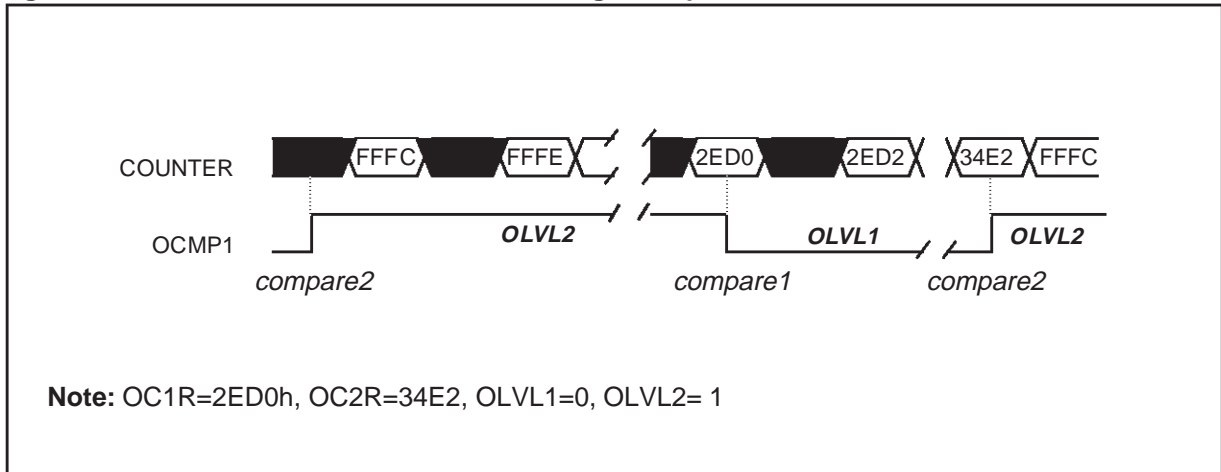 COUNTER FFFC FFFE 2ED0 2ED2 34E2 FFFC
OCMP1 OLVL2 OLVL1 OLVL2
compare2 compare1 compare2
Note: OC1R=2ED0h, OC2R=34E2, OLVL1=0, OLVL2= 1